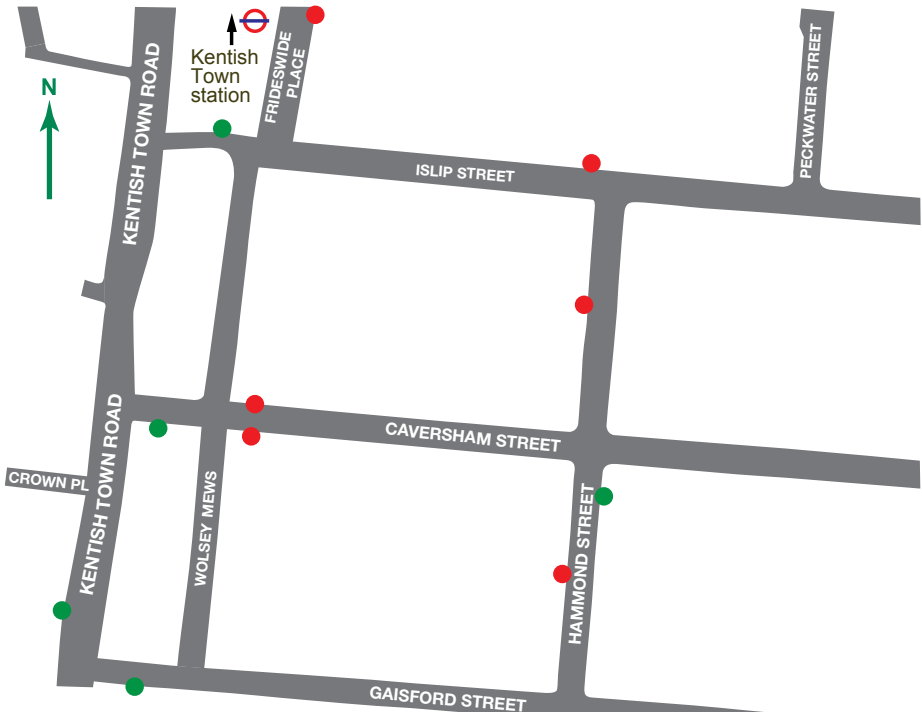 Kentish
Town
station
FRIDESWIDE
PLACE
PECKWATER STREET
N
KENTISH TOWN ROAD
ISLIP STREET
CAVERSHAM STREET
KENTISH TOWN ROAD
CROWN PL
WOLSEY MEWS
HAMMOND STREET
GAISFORD STREET